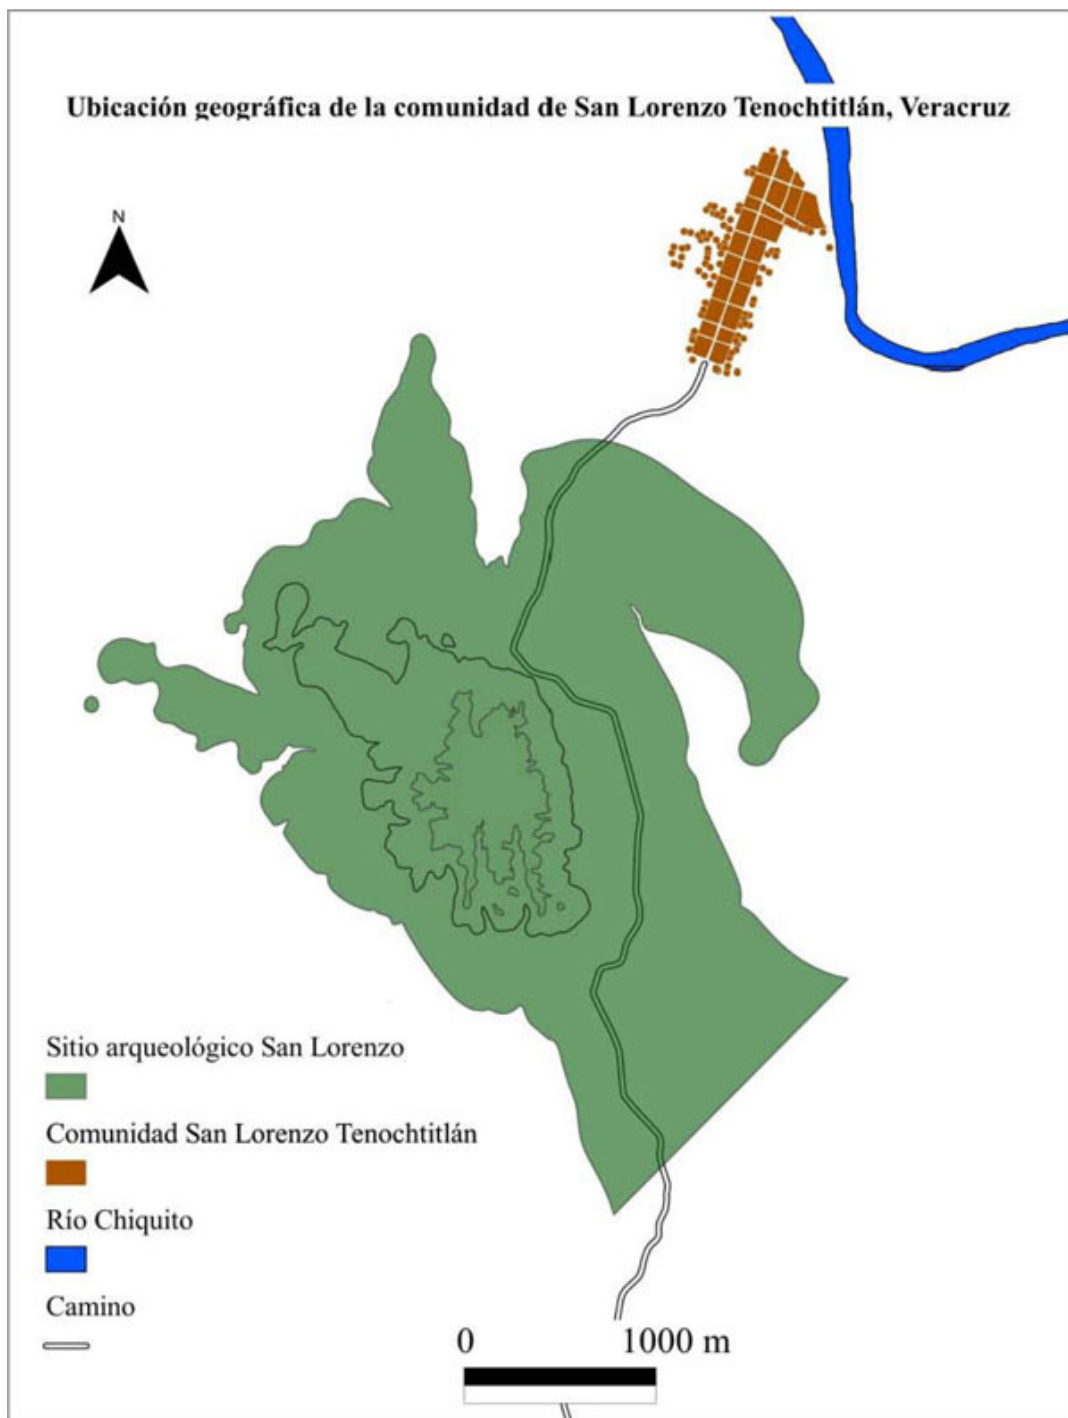 Ubicación geográfica de la comunidad de San Lorenzo Tenochtitlán, Veracruz
N
Sitio arqueológico San Lorenzo
Comunidad San Lorenzo Tenochtitlán
Río Chiquito
Camino
0 1000 m